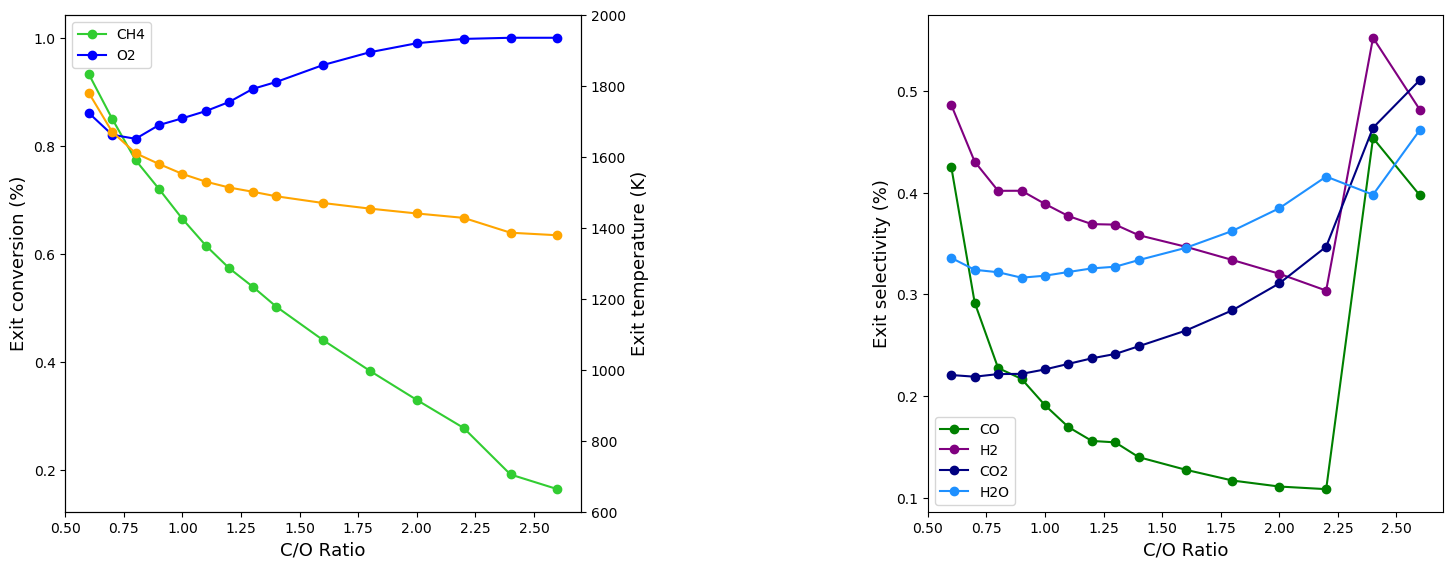 CH4
O2
1.0
0.8
0.6
0.4
0.2
Exit conversion (%)
2000
1800
1600
1400
1200
1000
800
600
Exit temperature (K)
0.50 0.75 1.00 1.25 1.50 1.75 2.00 2.25 2.50
C/O Ratio
0.5
0.4
0.3
0.2
0.1
Exit selectivity (%)
CO
H2
CO2
H2O
0.50 0.75 1.00 1.25 1.50 1.75 2.00 2.25 2.50
C/O Ratio